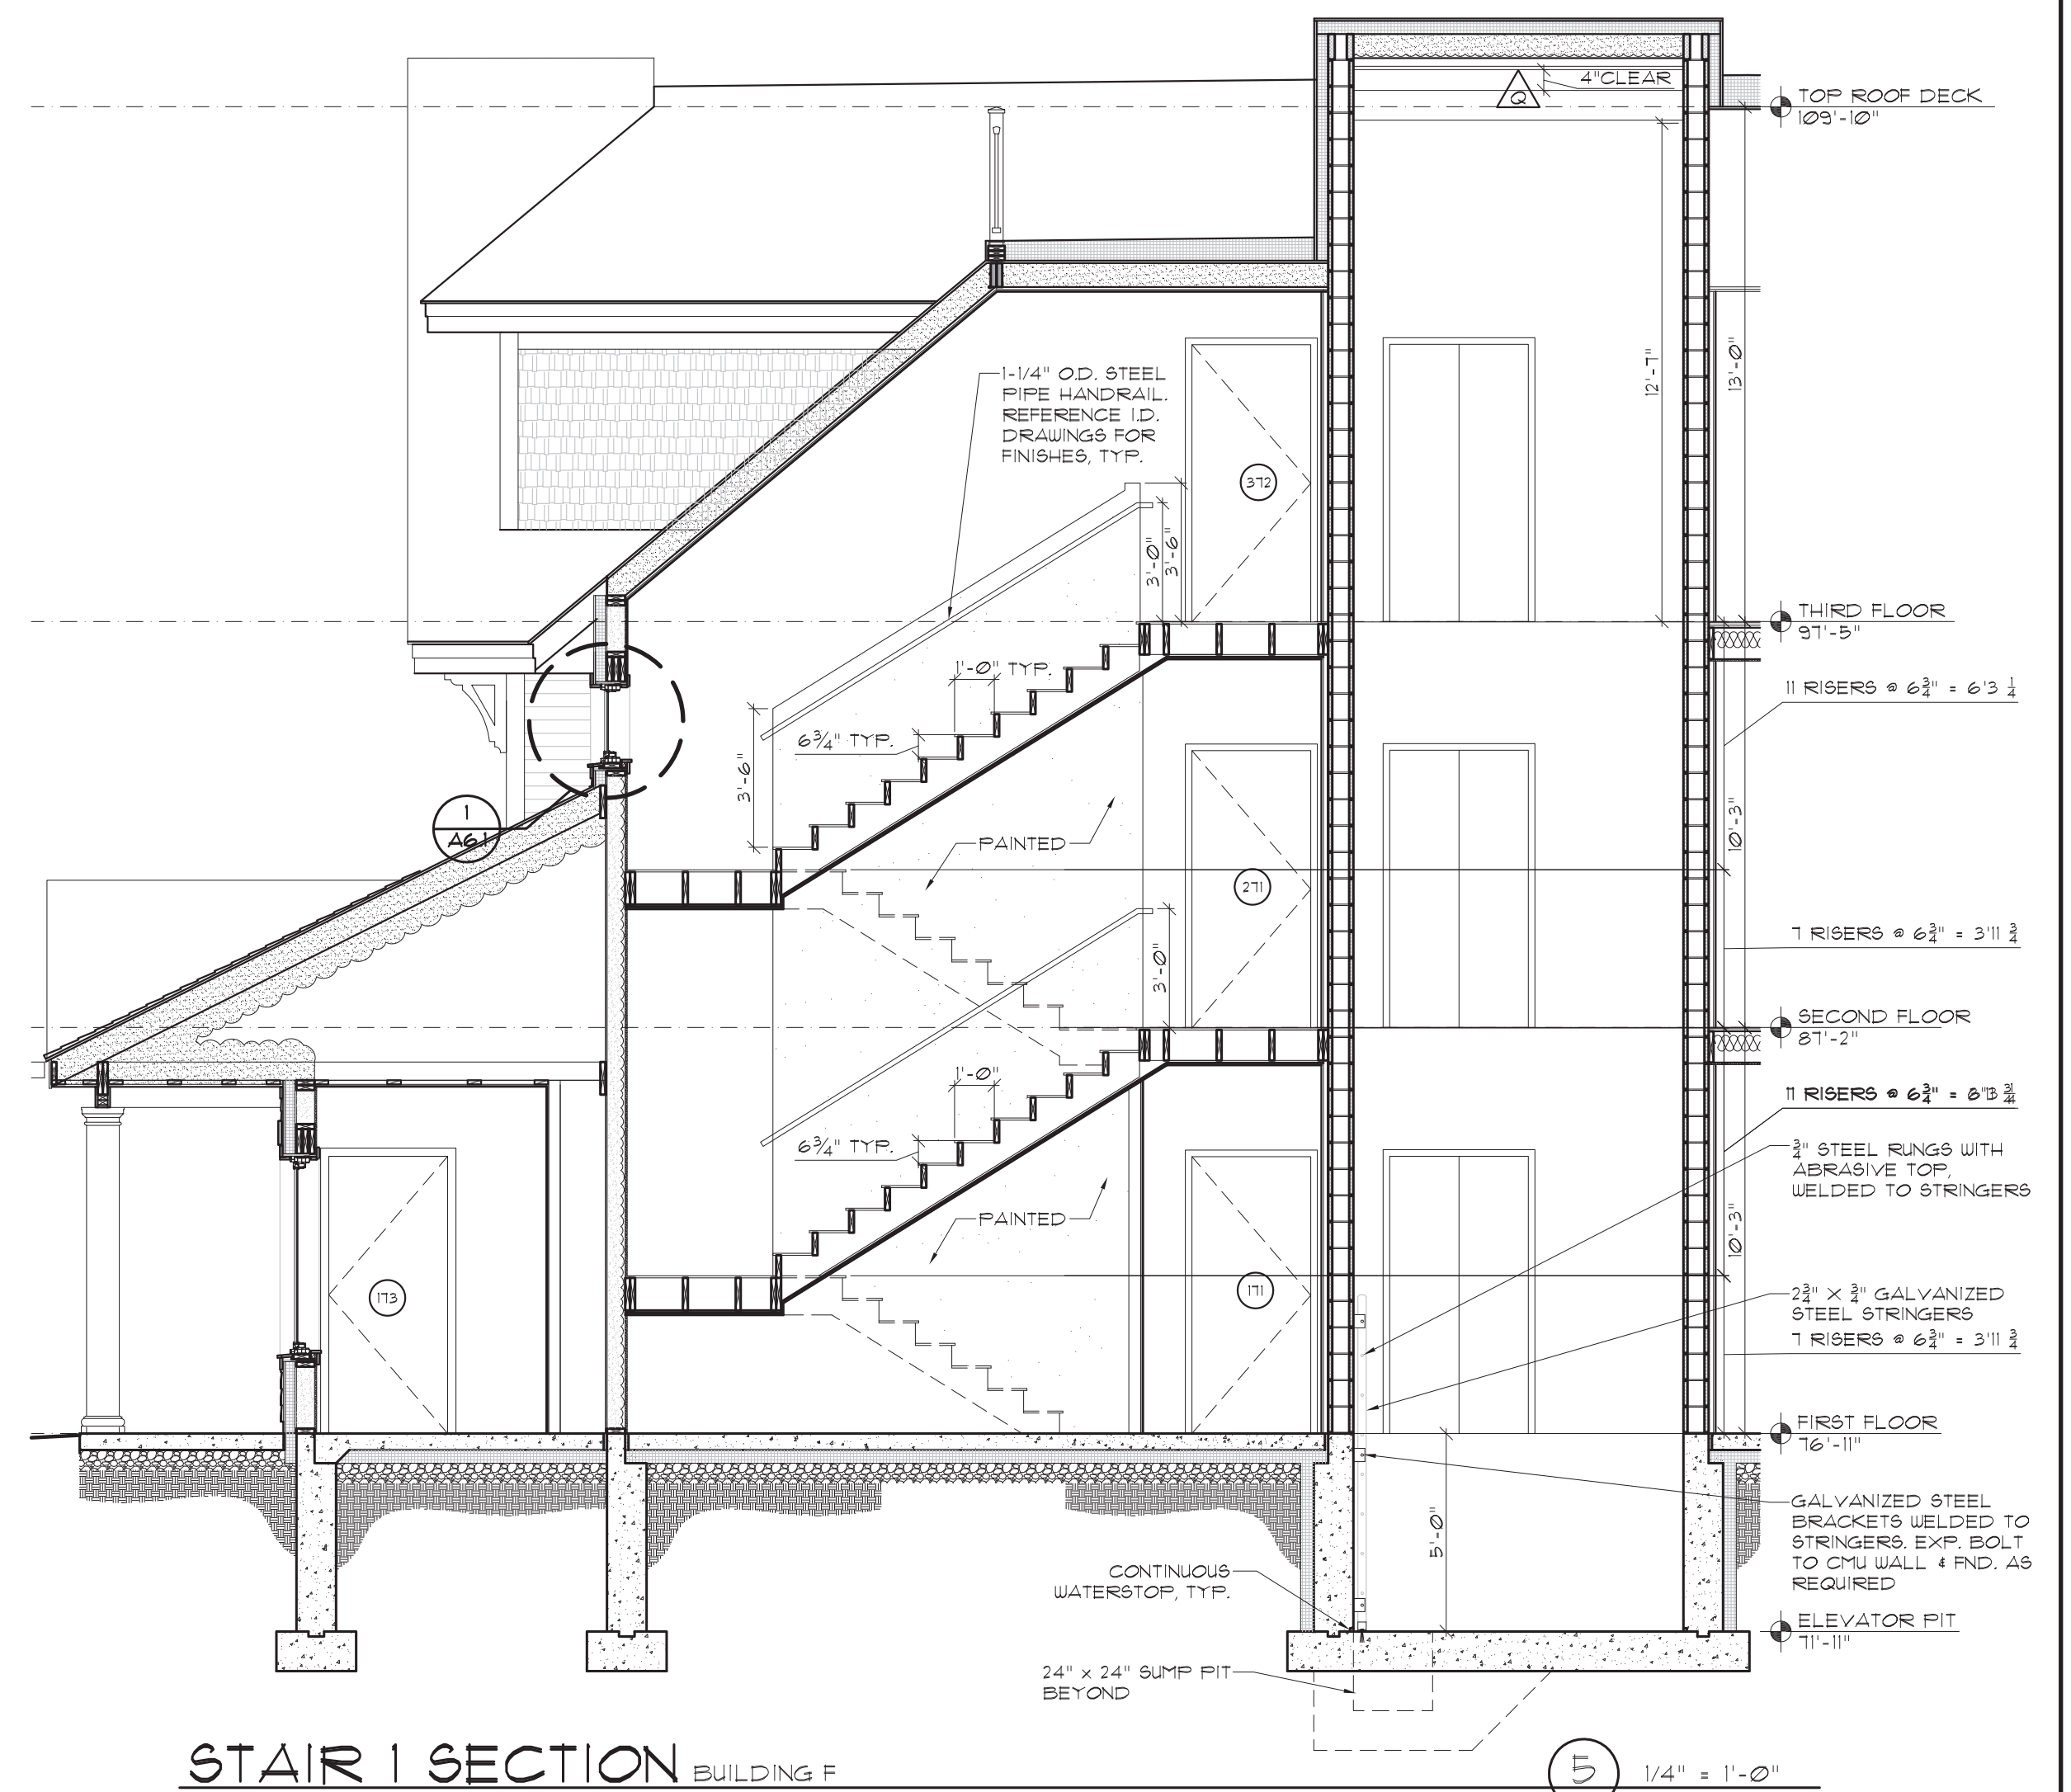 4" CLEAR
Q
TOP ROOF DECK
109'-10"
1-1/4" O.D. STEEL
PIPE HANDRAIL.
REFERENCE I.D.
DRAWINGS FOR
FINISHES, TYP.
372
12'-7"
13'-0"
3'-0"
3'-6"
THIRD FLOOR
97'-5"
1'-0" TYP.
11 RISERS @ 6¾" = 6'3 ¼
6¾" TYP.
3'-6"
1
A6.1
PAINTED
10'-3"
271
7 RISERS @ 6¾" = 3'11 ¾
3'-0"
SECOND FLOOR
87'-2"
1'-0"
11 RISERS @ 6¾" =
6¾" TYP.
¾" STEEL RUNGS WITH
ABRASIVE TOP,
WELDED TO STRINGERS
PAINTED
10'-3"
173
171
2¾" X ¾" GALVANIZED
STEEL STRINGERS
7 RISERS @ 6¾" = 3'11 ¾
FIRST FLOOR
76'-11"
5'-0"
GALVANIZED STEEL
BRACKETS WELDED TO
STRINGERS. EXP. BOLT
TO CMU WALL & FND. AS
REQUIRED
CONTINUOUS
WATERSTOP, TYP.
ELEVATOR PIT
71'-11"
24" x 24" SUMP PIT
BEYOND
STAIR 1 SECTION BUILDING F
5
1/4" = 1'-0"